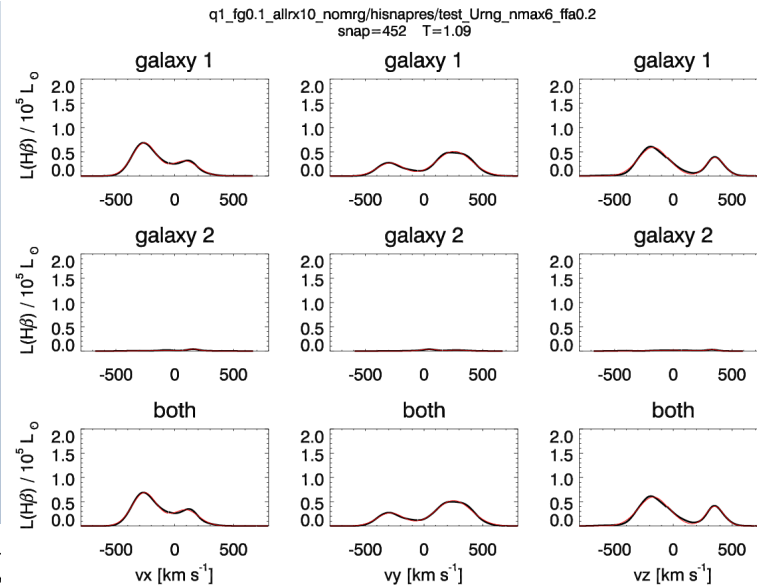 q1_fg0.1_allrx10_nomrg/hisnapres/test_Urng_nmax6_ffa0.2
snap=452 T=1.09
galaxy 1 galaxy 1 galaxy 1
L(Hβ) / 10⁵ L⊙
2.0 2.0 2.0
1.5 1.5 1.5
1.0 1.0 1.0
0.5 0.5 0.5
0.0 0.0 0.0
-500 0 500 -500 0 500 -500 0 500
galaxy 2 galaxy 2 galaxy 2
L(Hβ) / 10⁵ L⊙
2.0 2.0 2.0
1.5 1.5 1.5
1.0 1.0 1.0
0.5 0.5 0.5
0.0 0.0 0.0
-500 0 500 -500 0 500 -500 0 500
both both both
L(Hβ) / 10⁵ L⊙
2.0 2.0 2.0
1.5 1.5 1.5
1.0 1.0 1.0
0.5 0.5 0.5
0.0 0.0 0.0
-500 0 500 -500 0 500 -500 0 500
vx [km s⁻¹] vy [km s⁻¹] vz [km s⁻¹]